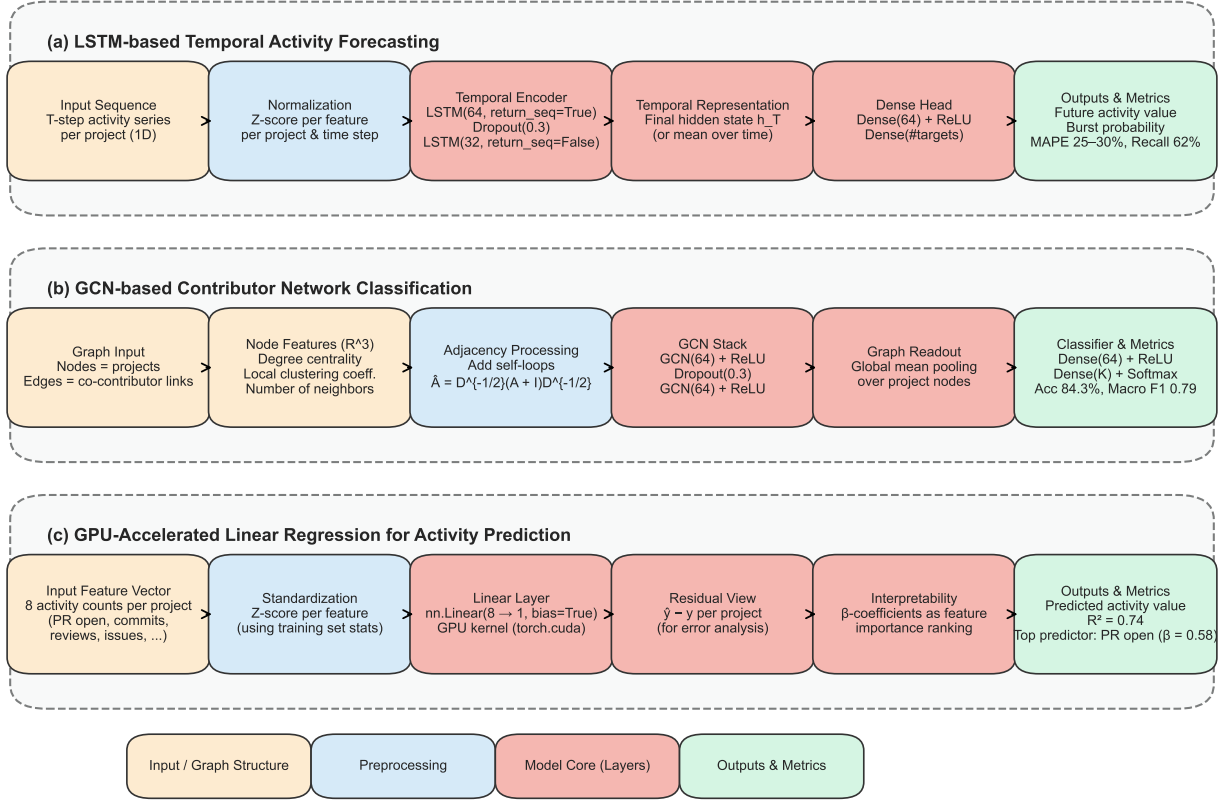 (a) LSTM-based Temporal Activity Forecasting
Input Sequence
T-step activity series
per project (1D)
>
Normalization
Z-score per feature
per project & time step
>
Temporal Encoder
LSTM(64, return_seq=True)
Dropout(0.3)
LSTM(32, return_seq=False)
>
Temporal Representation
Final hidden state h_T
(or mean over time)
>
Dense Head
Dense(64) + ReLU
Dense(#targets)
>
Outputs & Metrics
Future activity value
Burst probability
MAPE 25–30%, Recall 62%
(b) GCN-based Contributor Network Classification
Graph Input
Nodes = projects
Edges = co-contributor links
>
Node Features (R^3)
Degree centrality
Local clustering coeff.
Number of neighbors
>
Adjacency Processing
Add self-loops
Â = D^{-1/2}(A + I)D^{-1/2}
>
GCN Stack
GCN(64) + ReLU
Dropout(0.3)
GCN(64) + ReLU
>
Graph Readout
Global mean pooling
over project nodes
>
Classifier & Metrics
Dense(64) + ReLU
Dense(K) + Softmax
Acc 84.3%, Macro F1 0.79
(c) GPU-Accelerated Linear Regression for Activity Prediction
Input Feature Vector
8 activity counts per project
(PR open, commits,
reviews, issues, ...)
>
Standardization
Z-score per feature
(using training set stats)
>
Linear Layer
nn.Linear(8 → 1, bias=True)
GPU kernel (torch.cuda)
>
Residual View
ŷ − y per project
(for error analysis)
>
Interpretability
β-coefficients as feature
importance ranking
>
Outputs & Metrics
Predicted activity value
R² = 0.74
Top predictor: PR open (β = 0.58)
Input / Graph Structure
Preprocessing
Model Core (Layers)
Outputs & Metrics